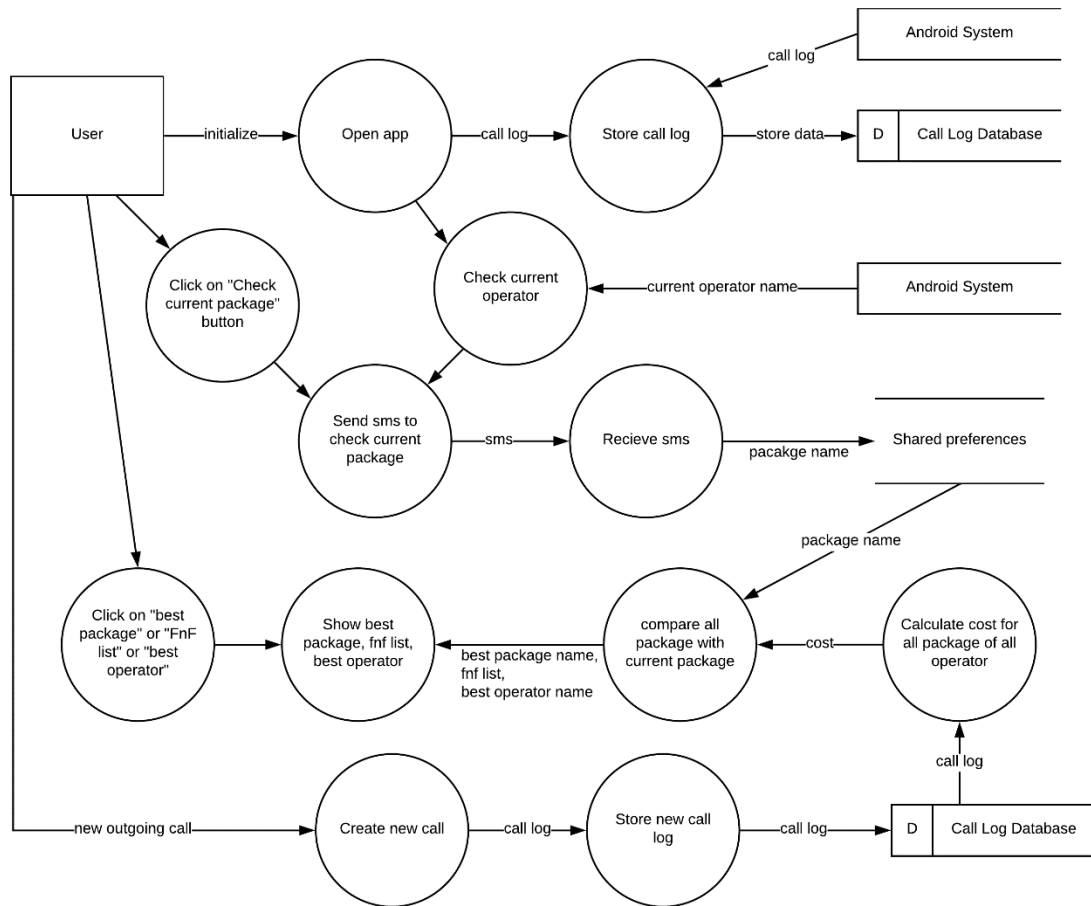 Android System
call log
User
initialize
Open app
call log
Store call log
store data
D
Call Log Database
Click on "Check
current package"
button
Check current
operator
current operator name
Android System
Send sms to
check current
package
sms
Recieve sms
pacakge name
Shared preferences
package name
Click on "best
package" or "FnF
list" or "best
operator"
Show best
package, fnf list,
best operator
best package name,
fnf list,
best operator name
compare all
package with
current package
cost
Calculate cost for
all package of all
operator
call log
new outgoing call
Create new call
call log
Store new call
log
call log
D
Call Log Database